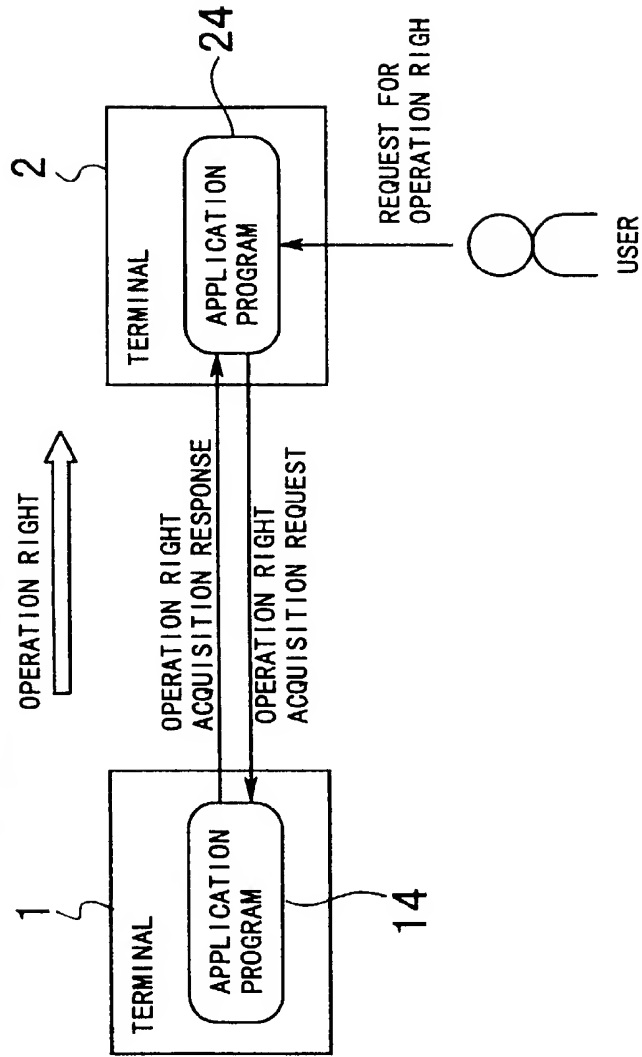 OPERATION RIGHT
1
TERMINAL
APPLICATION
PROGRAM
14
OPERATION RIGHT
ACQUISITION RESPONSE
OPERATION RIGHT
ACQUISITION REQUEST
2
TERMINAL
APPLICATION
PROGRAM
24
REQUEST FOR
OPERATION RIGH
USER